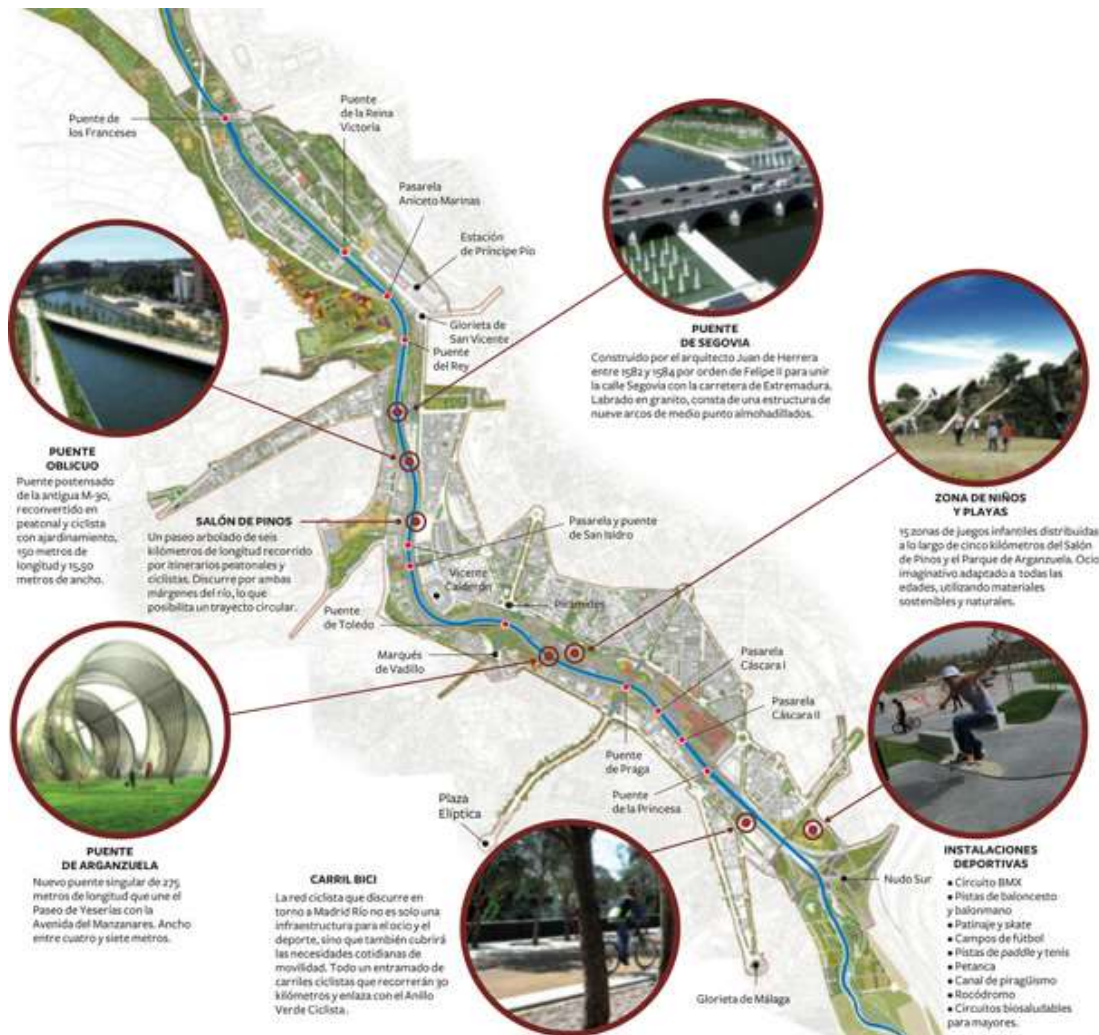 Puente de
los Franceses
Puente
de la Reina
Victoria
Pasarela
Aniceto Marinas
Estación
de Príncipe Pío
Glorieta de
San Vicente
Puente
del Rey
PUENTE
DE SEGOVIA
Construido por el arquitecto Juan de Herrera
entre 1582 y 1584 por orden de Felipe II para unir
la calle Segovia con la carretera de Extremadura.
Labrado en granito, consta de una estructura de
nueve arcos de medio punto almohadillados.
PUENTE
OBLICUO
Puente postensado
de la antigua M-30,
reconvertido en
peatonal y ciclista
con ajardinamiento,
150 metros de
longitud y 15,50
metros de ancho.
SALÓN DE PINOS
Un paseo arbolado de seis
kilómetros de longitud recorrido
por itinerarios peatonales y
ciclistas. Discurre por ambas
márgenes del río, lo que
posibilita un trayecto circular.
Pasarela y puente
de San Isidro
Vicente
Calderón
Pirámides
Puente
de Toledo
Marqués
de Vadillo
ZONA DE NIÑOS
Y PLAYAS
15 zonas de juegos infantiles distribuidas
a lo largo de cinco kilómetros del Salón
de Pinos y el Parque de Arganzuela. Ocio
imaginativo adaptado a todas las
edades, utilizando materiales
sostenibles y naturales.
Pasarela
Cáscara I
Pasarela
Cáscara II
Puente
de Praga
Puente
de la Princesa
Plaza
Elíptica
PUENTE
DE ARGANZUELA
Nuevo puente singular de 275
metros de longitud que une el
Paseo de Yeserías con la
Avenida del Manzanares. Ancho
entre cuatro y siete metros.
CARRIL BICI
La red ciclista que discurre en
torno a Madrid Río no es solo una
infraestructura para el ocio y el
deporte, sino que también cubrirá
las necesidades cotidianas de
movilidad. Todo un entramado de
carriles ciclistas que recorrerán 30
kilómetros y enlaza con el Anillo
Verde Ciclista.
Nudo Sur
Glorieta de Málaga
INSTALACIONES
DEPORTIVAS
• Circuito BMX
• Pistas de baloncesto
y balonmano
• Patinaje y skate
• Campos de fútbol
• Pistas de paddle y tenis
• Petanca
• Canal de piragüismo
• Rocódromo
• Circuitos biosaludables
para mayores.